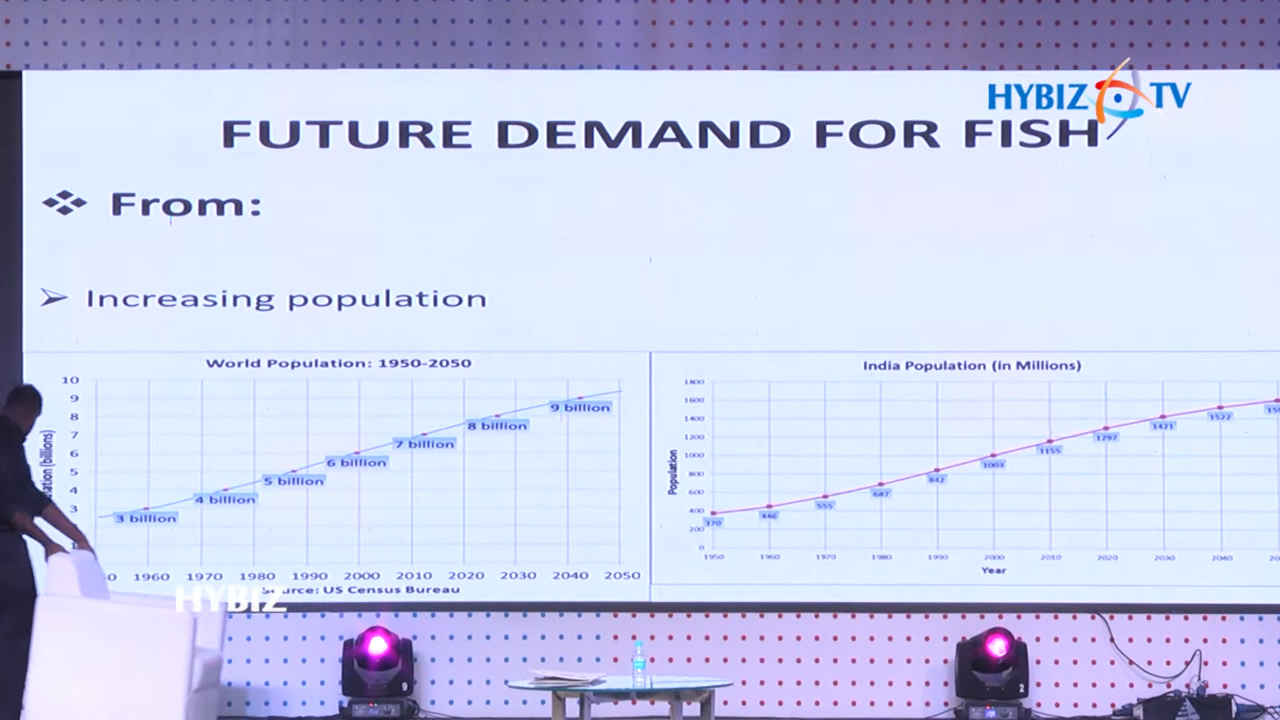 HYBIZ TV
FUTURE DEMAND FOR FISH
From:
Increasing population
World Population: 1950-2050
10
9
8
7
6
5
4
3
3 billion
4 billion
5 billion
6 billion
7 billion
8 billion
9 billion
1960 1970 1980 1990 2000 2010 2020 2030 2040 2050
Source: US Census Bureau
India Population (in Millions)
Population
1800
1600
1400
1200
1000
800
600
400
200
0
370
446
555
687
842
1003
1155
1297
1421
1522
1950 1960 1970 1980 1990 2000 2010 2020 2030 2040
Year
HYBIZ
9
2